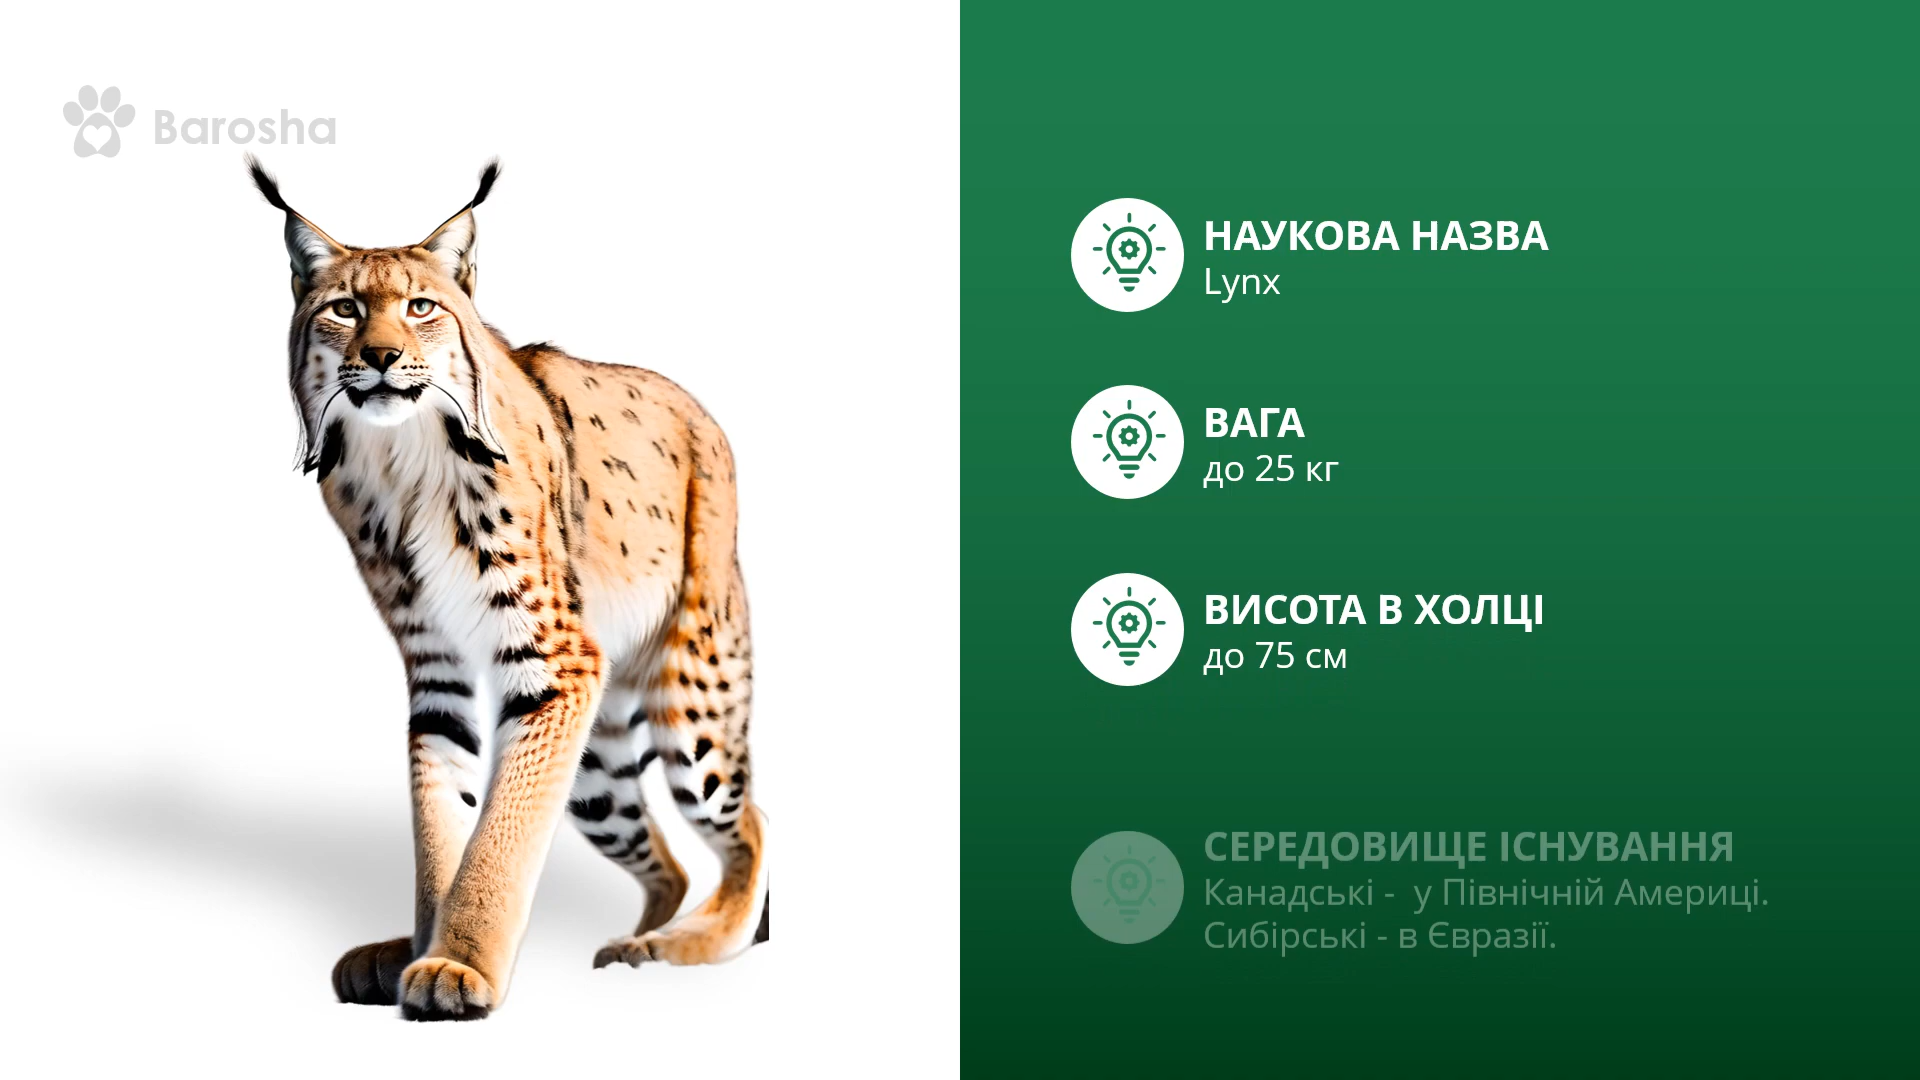 Barosha
НАУКОВА НАЗВА
Lynx
ВАГА
до 25 кг
ВИСОТА В ХОЛЦІ
до 75 см
СЕРЕДОВИЩЕ ІСНУВАННЯ
Канадські -  у Північній Америці.
Сибірські - в Євразії.